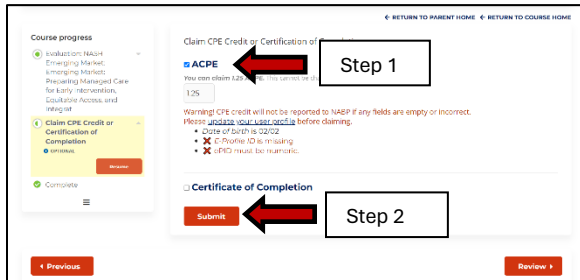 ← RETURN TO PARENT HOME ← RETURN TO COURSE HOME
Course progress
Evaluation: NASH
Emerging Market:
Emerging Market:
Preparing Managed Care
for Early Intervention,
Equitable Access, and
Integrat
Claim CPE Credit or
Certification of
Completion
OPTIONAL
Resume
Complete
Claim CPE Credit or Certification of
ACPE
You can claim 1.25 This cannot be
1.25
Warning! CPE credit will not be reported to NABP if any fields are empty or incorrect.
Please update your user profile before claiming.
Date of birth is 02/02
E-Profile ID is missing
ePID must be numeric.
Certificate of Completion
Submit
Step 1
Step 2
Previous
Review